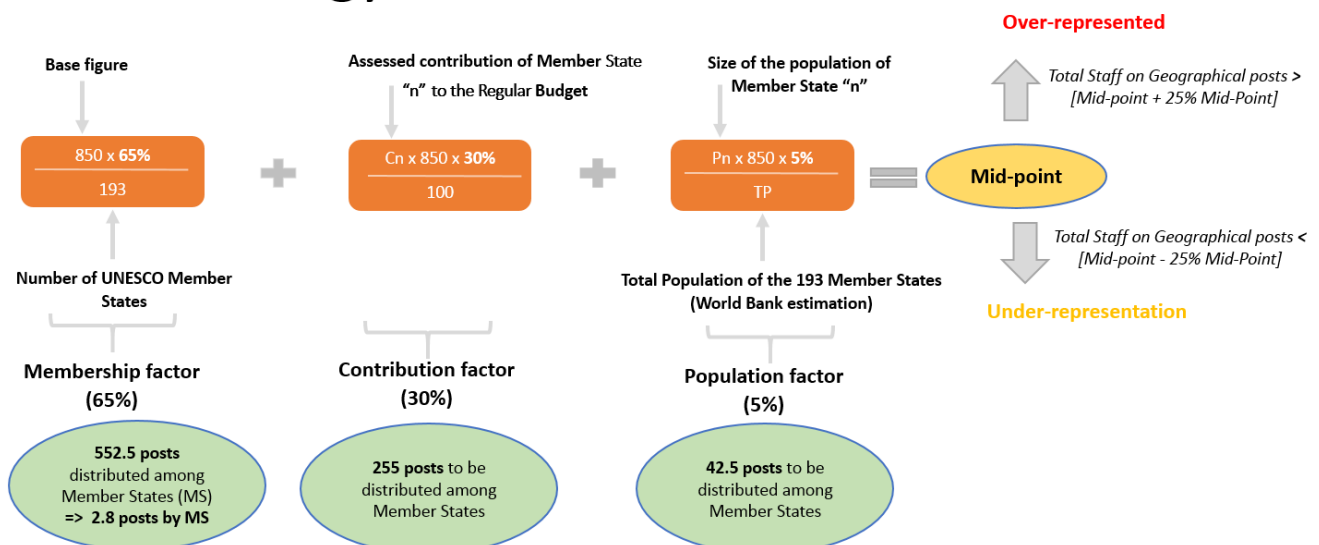 Over-represented
Base figure
Assessed contribution of Member State
“n” to the Regular Budget
Size of the population of
Member State “n”
Total Staff on Geographical posts >
[Mid-point + 25% Mid-Point]
850 x 65%
193
Cn x 850 x 30%
100
Pn x 850 x 5%
TP
Mid-point
Total Staff on Geographical posts <
[Mid-point - 25% Mid-Point]
Number of UNESCO Member
States
Total Population of the 193 Member States
(World Bank estimation)
Under-representation
Membership factor
(65%)
Contribution factor
(30%)
Population factor
(5%)
552.5 posts
distributed among
Member States (MS)
=> 2.8 posts by MS
255 posts to be
distributed among
Member States
42.5 posts to be
distributed among
Member States